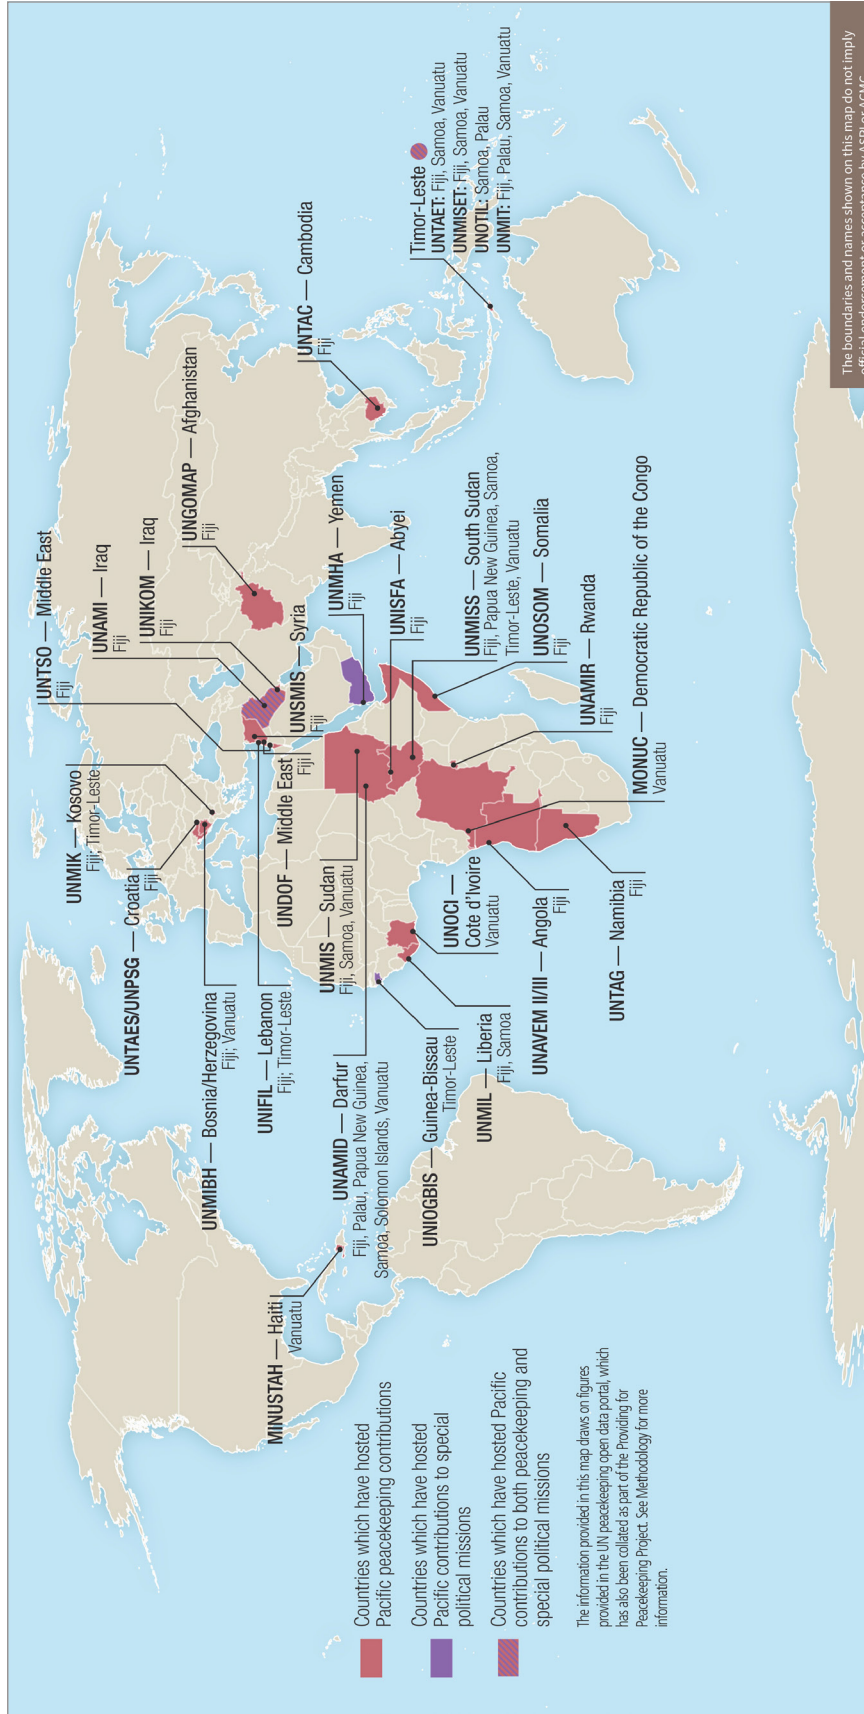 MINUSTAH — Haiti
Vanuatu
UNMIBH — Bosnia/Herzegovina
Fiji; Vanuatu
UNTAES/UNPSG — Croatia
Fiji
UNMIK — Kosovo
Fiji; Timor-Leste
UNTSO — Middle East
Fiji
UNAMI — Iraq
Fiji
UNIKOM — Iraq
Fiji
UNGOMAP — Afghanistan
Fiji
UNTAC — Cambodia
Fiji
Timor-Leste
UNTAET: Fiji, Samoa, Vanuatu
UNMISET: Fiji, Samoa, Vanuatu
UNOTIL: Samoa, Palau
UNMIT: Fiji, Palau, Samoa, Vanuatu
UNIFIL — Lebanon
Fiji; Timor-Leste
UNDOF — Middle East
Fiji
UNSMIS — Syria
Fiji
UNMHA — Yemen
Fiji
UNISFA — Abyei
Fiji
UNAMID — Darfur
Fiji, Palau, Papua New Guinea,
Samoa, Solomon Islands, Vanuatu
UNMIS — Sudan
Fiji, Samoa, Vanuatu
UNMISS — South Sudan
Fiji, Papua New Guinea, Samoa,
Timor-Leste, Vanuatu
UNOSOM — Somalia
Fiji
UNAMIR — Rwanda
Fiji
MONUC — Democratic Republic of the Congo
Vanuatu
UNIOGBIS — Guinea-Bissau
Timor-Leste
UNMIL — Liberia
Fiji, Samoa
UNOCI —
Cote d'Ivoire
Vanuatu
UNAVEM II/III — Angola
Fiji
UNTAG — Namibia
Fiji
Countries which have hosted
Pacific peacekeeping contributions
Countries which have hosted
Pacific contributions to special
political missions
Countries which have hosted Pacific
contributions to both peacekeeping and
special political missions
The information provided in this map draws on figures
provided in the UN peacekeeping open data portal, which
has also been collated as part of the Providing for
Peacekeeping Project. See Methodology for more
information.
The boundaries and names shown on this map do not imply
official endorsement or acceptance by ASPI or ACMC.